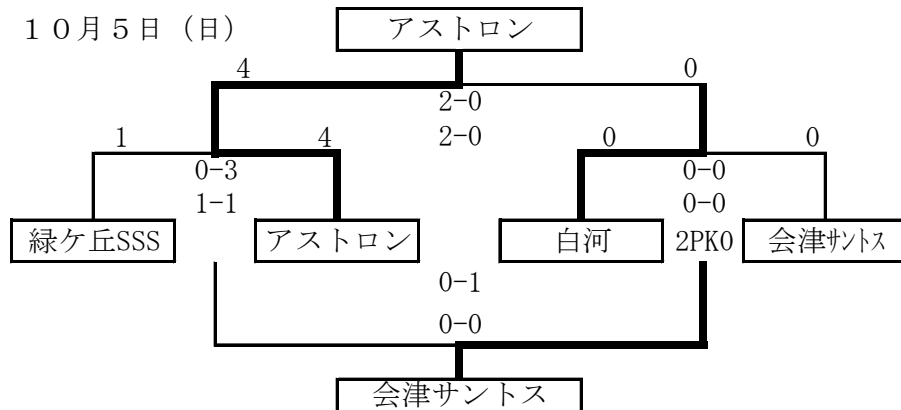 １０月５日（日）
アストロン
4
0
2-0
2-0
1
4
0
0
0-3
1-1
0-0
0-0
緑ケ丘SSS
アストロン
白河
2PK0
会津ｻﾝﾄｽ
0-1
0-0
会津サントス